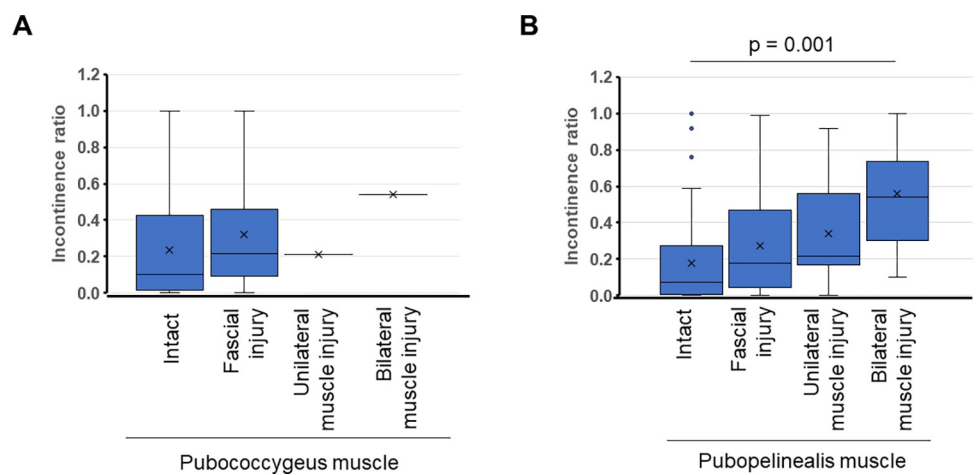 A
Incontinence ratio
1.2
1.0
0.8
0.6
0.4
0.2
0.0
Intact
Fascial
injury
Unilateral
muscle injury
Bilateral
muscle injury
Pubococcygeus muscle
B
p = 0.001
Incontinence ratio
1.2
1.0
0.8
0.6
0.4
0.2
0.0
Intact
Fascial
injury
Unilateral
muscle injury
Bilateral
muscle injury
Pubopelinealis muscle